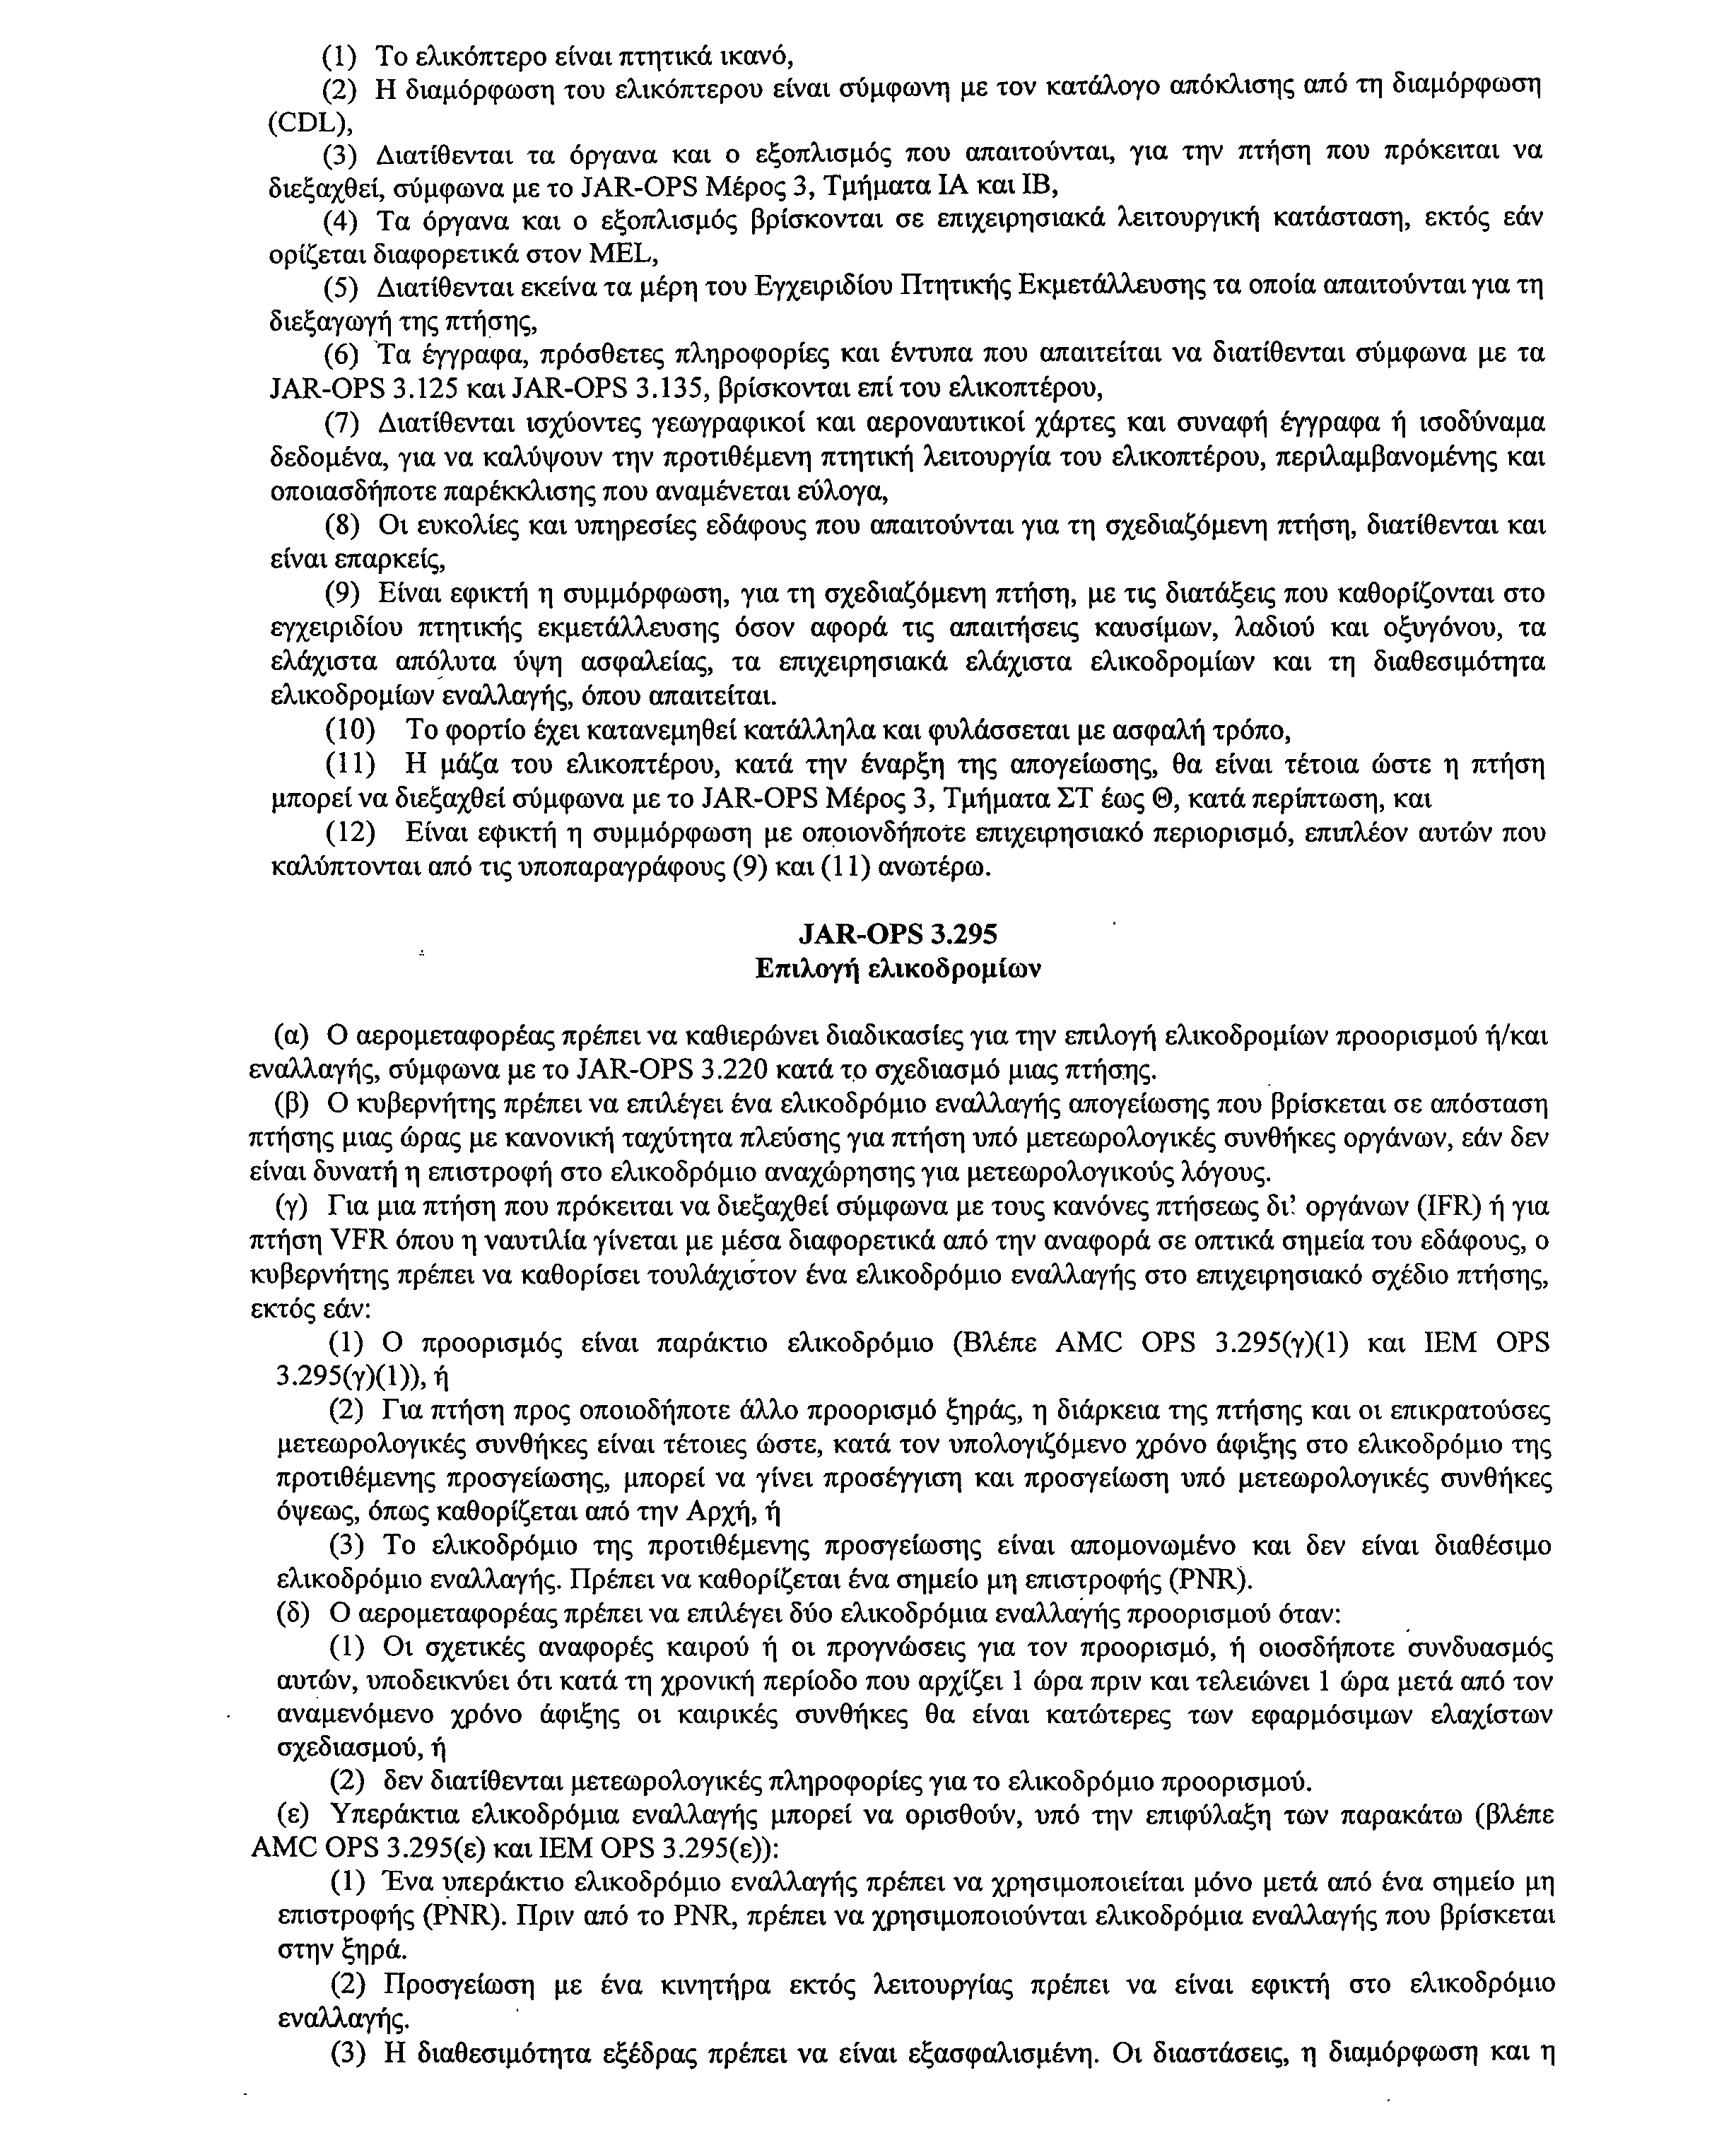 (1) Το ελικόπτερο είναι πτητικά ικανό,
(2) Η διαμόρφωση του ελικόπτερου είναι σύμφωνη με τον κατάλογο απόκλισης από τη διαμόρφωση
(CDL),
(3) Διατίθενται τα όργανα και ο εξοπλισμός που απαιτούνται, για την πτήση που πρόκειται να
διεξαχθεί, σύμφωνα με το JAR-OPS Μέρος 3, Τμήματα ΙΑ και ΙΒ,
(4) Τα όργανα και ο εξοπλισμός βρίσκονται σε επιχειρησιακά λειτουργική κατάσταση, εκτός εάν
ορίζεται διαφορετικά στον MEL,
(5) Διατίθενται εκείνα τα μέρη του Εγχειριδίου Πτητικής Εκμετάλλευσης τα οποία απαιτούνται για τη
διεξαγωγή της πτήσης,
(6) Τα έγγραφα, πρόσθετες πληροφορίες και έντυπα που απαιτείται να διατίθενται σύμφωνα με τα
JAR-OPS 3.125 και JAR-OPS 3.135, βρίσκονται επί του ελικοπτέρου,
(7) Διατίθενται ισχύοντες γεωγραφικοί και αεροναυτικοί χάρτες και συναφή έγγραφα ή ισοδύναμα
δεδομένα, για να καλύψουν την προτιθέμενη πτητική λειτουργία του ελικοπτέρου, περιλαμβανομένης και
οποιασδήποτε παρέκκλισης που αναμένεται εύλογα,
(8) Οι ευκολίες και υπηρεσίες εδάφους που απαιτούνται για τη σχεδιαζόμενη πτήση, διατίθενται και
είναι επαρκείς,
(9) Είναι εφικτή η συμμόρφωση, για τη σχεδιαζόμενη πτήση, με τις διατάξεις που καθορίζονται στο
εγχειριδίου πτητικής εκμετάλλευσης όσον αφορά τις απαιτήσεις καυσίμων, λαδιού και οξυγόνου, τα
ελάχιστα απόλυτα ύψη ασφαλείας, τα επιχειρησιακά ελάχιστα ελικοδρομίων και τη διαθεσιμότητα
ελικοδρομίων εναλλαγής, όπου απαιτείται.
(10) Το φορτίο έχει κατανεμηθεί κατάλληλα και φυλάσσεται με ασφαλή τρόπο,
(11) Η μάζα του ελικοπτέρου, κατά την έναρξη της απογείωσης, θα είναι τέτοια ώστε η πτήση
μπορεί να διεξαχθεί σύμφωνα με το JAR-OPS Μέρος 3, Τμήματα ΣΤ έως Θ, κατά περίπτωση, και
(12) Είναι εφικτή η συμμόρφωση με οποιονδήποτε επιχειρησιακό περιορισμό, επιπλέον αυτών που
καλύπτονται από τις υποπαραγράφους (9) και (11) ανωτέρω.
JAR-OPS 3.295
Επιλογή ελικοδρομίων
(α) Ο αερομεταφορέας πρέπει να καθιερώνει διαδικασίες για την επιλογή ελικοδρομίων προορισμού ή/και
εναλλαγής, σύμφωνα με το JAR-OPS 3.220 κατά το σχεδιασμό μιας πτήσης.
(β) Ο κυβερνήτης πρέπει να επιλέγει ένα ελικοδρόμιο εναλλαγής απογείωσης που βρίσκεται σε απόσταση
πτήσης μιας ώρας με κανονική ταχύτητα πλεύσης για πτήση υπό μετεωρολογικές συνθήκες οργάνων, εάν δεν
είναι δυνατή η επιστροφή στο ελικοδρόμιο αναχώρησης για μετεωρολογικούς λόγους.
(γ) Για μια πτήση που πρόκειται να διεξαχθεί σύμφωνα με τους κανόνες πτήσεως δι' οργάνων (IFR) ή για
πτήση VFR όπου η ναυτιλία γίνεται με μέσα διαφορετικά από την αναφορά σε οπτικά σημεία του εδάφους, ο
κυβερνήτης πρέπει να καθορίσει τουλάχιστον ένα ελικοδρόμιο εναλλαγής στο επιχειρησιακό σχέδιο πτήσης,
εκτός εάν:
(1) Ο προορισμός είναι παράκτιο ελικοδρόμιο (Βλέπε AMC OPS 3.295(γ)(1) και IEM OPS
3.295(γ)(1)), ή
(2) Για πτήση προς οποιοδήποτε άλλο προορισμό ξηράς, η διάρκεια της πτήσης και οι επικρατούσες
μετεωρολογικές συνθήκες είναι τέτοιες ώστε, κατά τον υπολογιζόμενο χρόνο άφιξης στο ελικοδρόμιο της
προτιθέμενης προσγείωσης, μπορεί να γίνει προσέγγιση και προσγείωση υπό μετεωρολογικές συνθήκες
όψεως, όπως καθορίζεται από την Αρχή, ή
(3) Το ελικοδρόμιο της προτιθέμενης προσγείωσης είναι απομονωμένο και δεν είναι διαθέσιμο
ελικοδρόμιο εναλλαγής. Πρέπει να καθορίζεται ένα σημείο μη επιστροφής (PNR).
(δ) Ο αερομεταφορέας πρέπει να επιλέγει δύο ελικοδρόμια εναλλαγής προορισμού όταν:
(1) Οι σχετικές αναφορές καιρού ή οι προγνώσεις για τον προορισμό, ή οιοσδήποτε συνδυασμός
αυτών, υποδεικνύει ότι κατά τη χρονική περίοδο που αρχίζει 1 ώρα πριν και τελειώνει 1 ώρα μετά από τον
αναμενόμενο χρόνο άφιξης οι καιρικές συνθήκες θα είναι κατώτερες των εφαρμόσιμων ελαχίστων
σχεδιασμού, ή
(2) δεν διατίθενται μετεωρολογικές πληροφορίες για το ελικοδρόμιο προορισμού.
(ε) Υπεράκτια ελικοδρόμια εναλλαγής μπορεί να ορισθούν, υπό την επιφύλαξη των παρακάτω (βλέπε
AMC OPS 3.295(ε) και IEM OPS 3.295(ε)):
(1) Ένα υπεράκτιο ελικοδρόμιο εναλλαγής πρέπει να χρησιμοποιείται μόνο μετά από ένα σημείο μη
επιστροφής (PNR). Πριν από το PNR, πρέπει να χρησιμοποιούνται ελικοδρόμια εναλλαγής που βρίσκεται
στην ξηρά.
(2) Προσγείωση με ένα κινητήρα εκτός λειτουργίας πρέπει να είναι εφικτή στο ελικοδρόμιο
εναλλαγής.
(3) Η διαθεσιμότητα εξέδρας πρέπει να είναι εξασφαλισμένη. Οι διαστάσεις, η διαμόρφωση και η